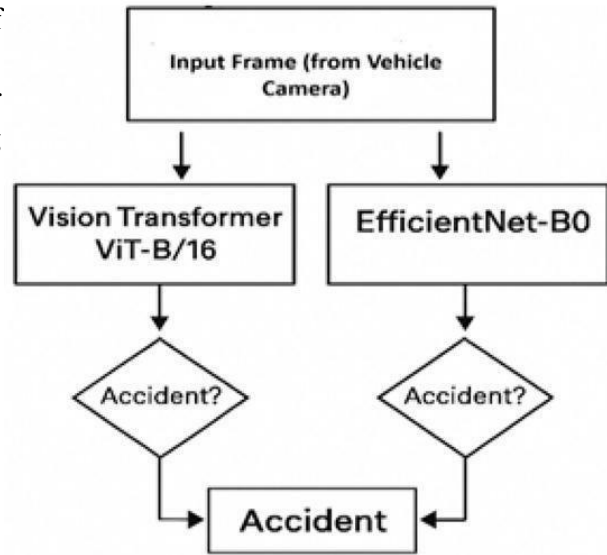 Input Frame (from Vehicle
Camera)
Vision Transformer
ViT-B/16
EfficientNet-B0
Accident?
Accident?
Accident